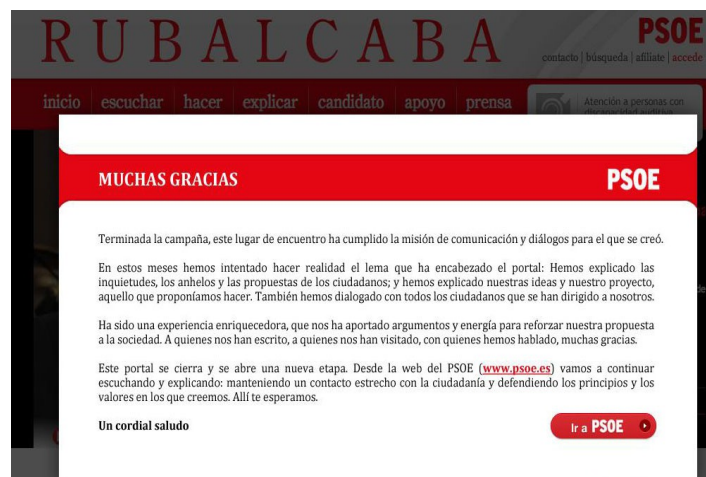 RUBALCABA
PSOE
contacto | búsqueda | afíliate | accede
inicio escuchar hacer explicar candidato apoyo prensa
Atención a personas con
discapacidad auditiva
MUCHAS GRACIAS
PSOE
Terminada la campaña, este lugar de encuentro ha cumplido la misión de comunicación y diálogos para el que se creó.
En estos meses hemos intentado hacer realidad el lema que ha encabezado el portal: Hemos explicado las
inquietudes, los anhelos y las propuestas de los ciudadanos; y hemos explicado nuestras ideas y nuestro proyecto,
aquello que proponíamos hacer. También hemos dialogado con todos los ciudadanos que se han dirigido a nosotros.
Ha sido una experiencia enriquecedora, que nos ha aportado argumentos y energía para reforzar nuestra propuesta
a la sociedad. A quienes nos han escrito, a quienes nos han visitado, con quienes hemos hablado, muchas gracias.
Este portal se cierra y se abre una nueva etapa. Desde la web del PSOE (www.psoe.es) vamos a continuar
escuchando y explicando: manteniendo un contacto estrecho con la ciudadanía y defendiendo los principios y los
valores en los que creemos. Allí te esperamos.
Un cordial saludo
Ir a PSOE